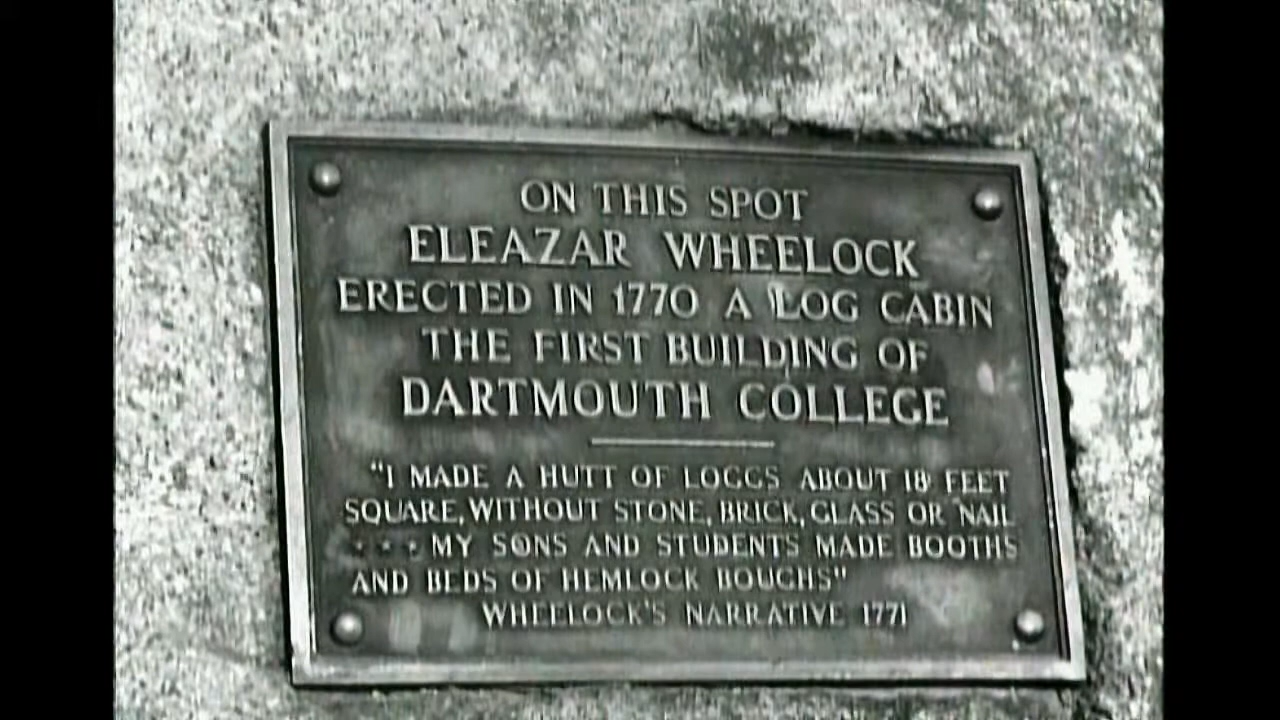 ON THIS SPOT
ELEAZAR WHEELOCK
ERECTED IN 1770 A LOG CABIN
THE FIRST BUILDING OF
DARTMOUTH COLLEGE
"I MADE A HUTT OF LOGGS ABOUT 18 FEET
SQUARE, WITHOUT STONE, BRICK, GLASS OR NAIL
• • • MY SONS AND STUDENTS MADE BOOTHS
AND BEDS OF HEMLOCK BOUGHS"
WHEELOCK'S NARRATIVE 1771